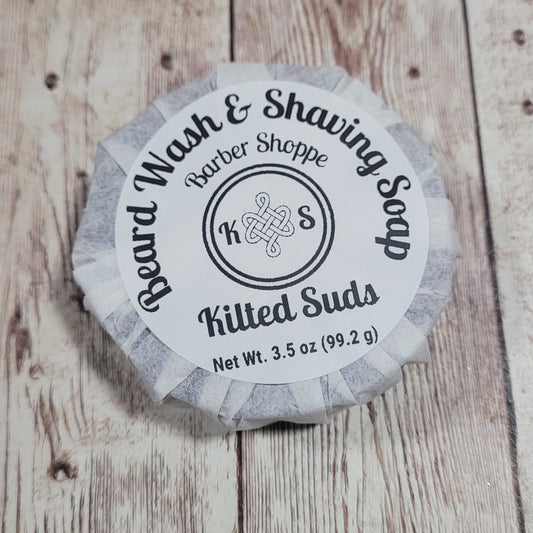 Beard Wash & Shaving Soap
Barber Shoppe
K S
Kilted Suds
Net Wt. 3.5 oz (99.2 g)